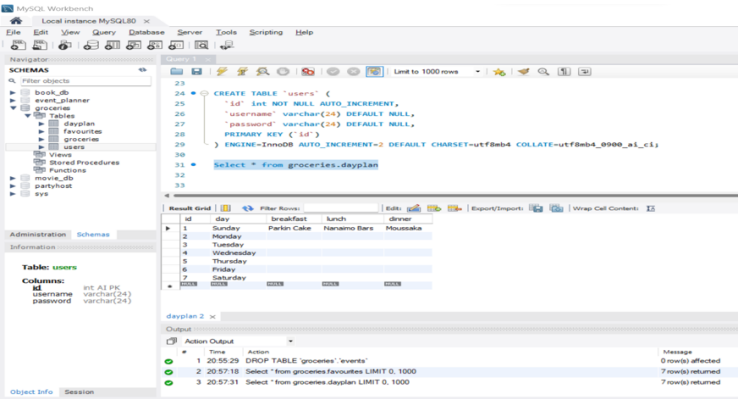 MySQL Workbench
Local instance MySQL80 ×
File Edit View Query Database Server Tools Scripting Help
Navigator
Query 1
SCHEMAS
Filter objects
book_db
event_planner
groceries
Tables
dayplan
favourites
groceries
users
Views
Stored Procedures
Functions
movie_db
partyhost
sys
Administration Schemas
Information
Table: users
Columns:
id int AI PK
username varchar(24)
password varchar(24)
Object Info Session
Limit to 1000 rows
23
24 CREATE TABLE `users` (
25 `id` int NOT NULL AUTO_INCREMENT,
26 `username` varchar(24) DEFAULT NULL,
27 `password` varchar(24) DEFAULT NULL,
28 PRIMARY KEY (`id`)
29 ) ENGINE=InnoDB AUTO_INCREMENT=2 DEFAULT CHARSET=utf8mb4 COLLATE=utf8mb4_0900_ai_ci;
30
31 Select * from groceries.dayplan
32
33
Result Grid Filter Rows: Edit: Export/Import: Wrap Cell Content:
id day breakfast lunch dinner
1 Sunday Parkin Cake Nanaimo Bars Moussaka
2 Monday
3 Tuesday
4 Wednesday
5 Thursday
6 Friday
7 Saturday
NULL NULL NULL NULL NULL
dayplan 2 ×
Output
Action Output
# Time Action Message
1 20:55:29 DROP TABLE `groceries`.`events` 0 row(s) affected
2 20:57:18 Select * from groceries.favourites LIMIT 0, 1000 7 row(s) returned
3 20:57:31 Select * from groceries.dayplan LIMIT 0, 1000 7 row(s) returned